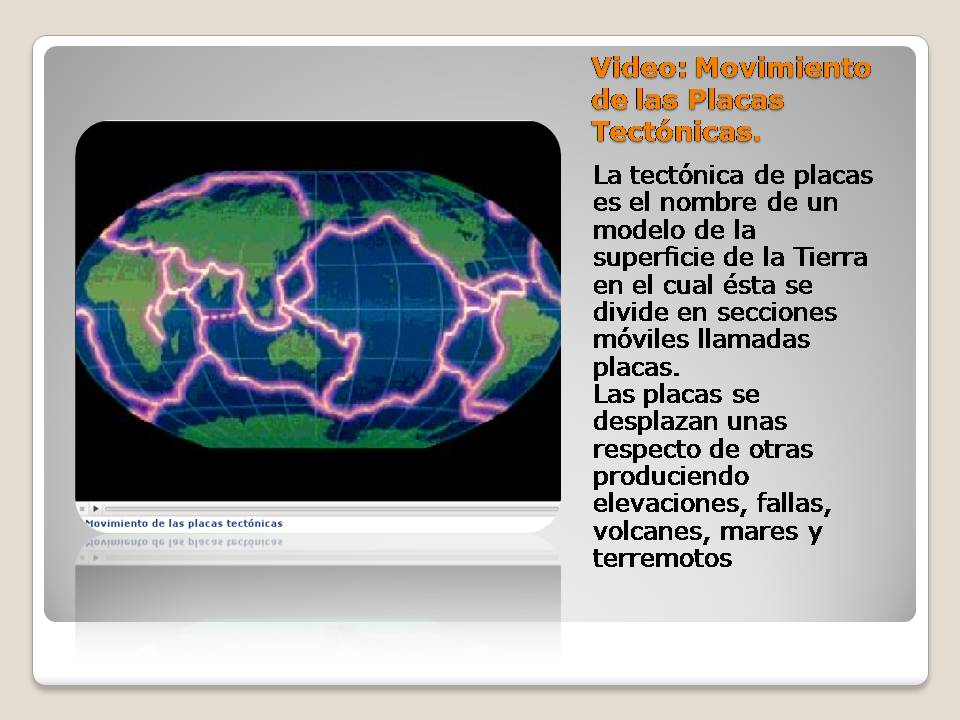 Video: Movimiento
de las Placas
Tectónicas.
La tectónica de placas
es el nombre de un
modelo de la
superficie de la Tierra
en el cual ésta se
divide en secciones
móviles llamadas
placas.
Las placas se
desplazan unas
respecto de otras
produciendo
elevaciones, fallas,
volcanes, mares y
terremotos
Movimiento de las placas tectónicas